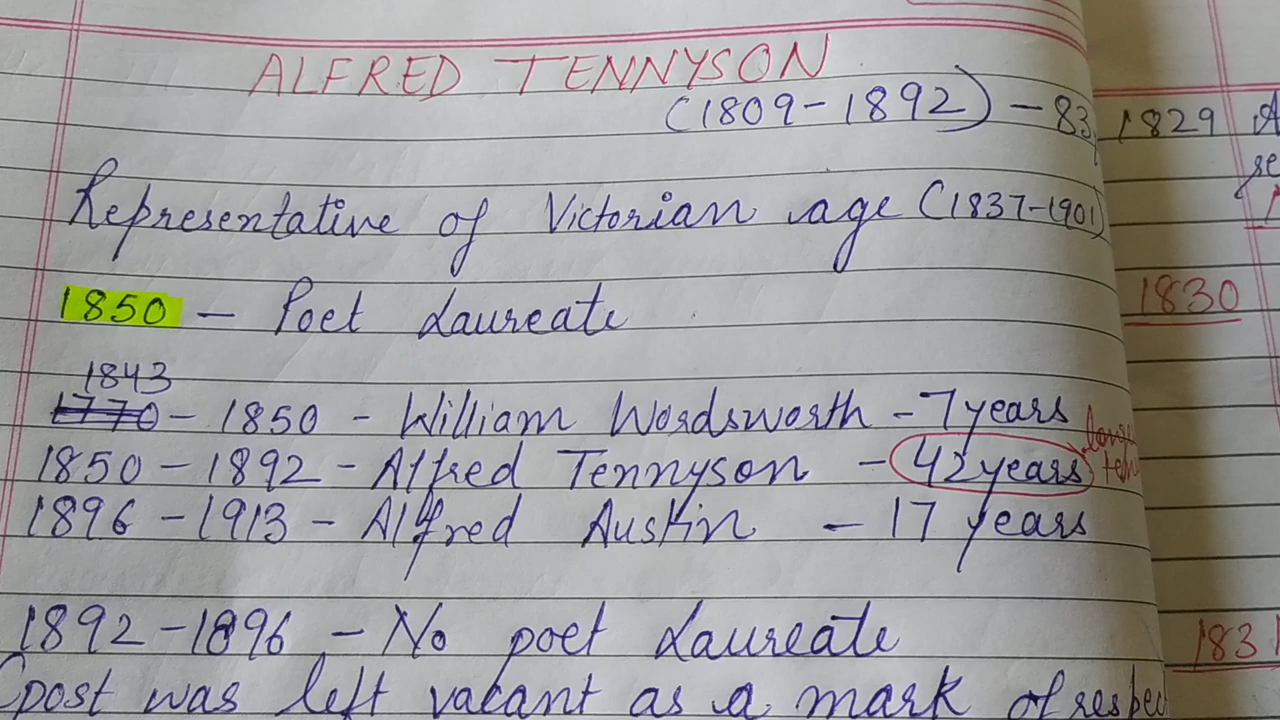 ALFRED TENNYSON
(1809-1892) - 83
Representative of Victorian age (1837-1901)
1850 - Poet Laureate
1843
1770 - 1850 - William Wordsworth - 7 years
1850 - 1892 - Alfred Tennyson - 42 years
1896 - 1913 - Alfred Austin - 17 years
1892 - 1896 - No poet Laureate
(post was left vacant as a mark of respec
1829 A
se
1830
1831